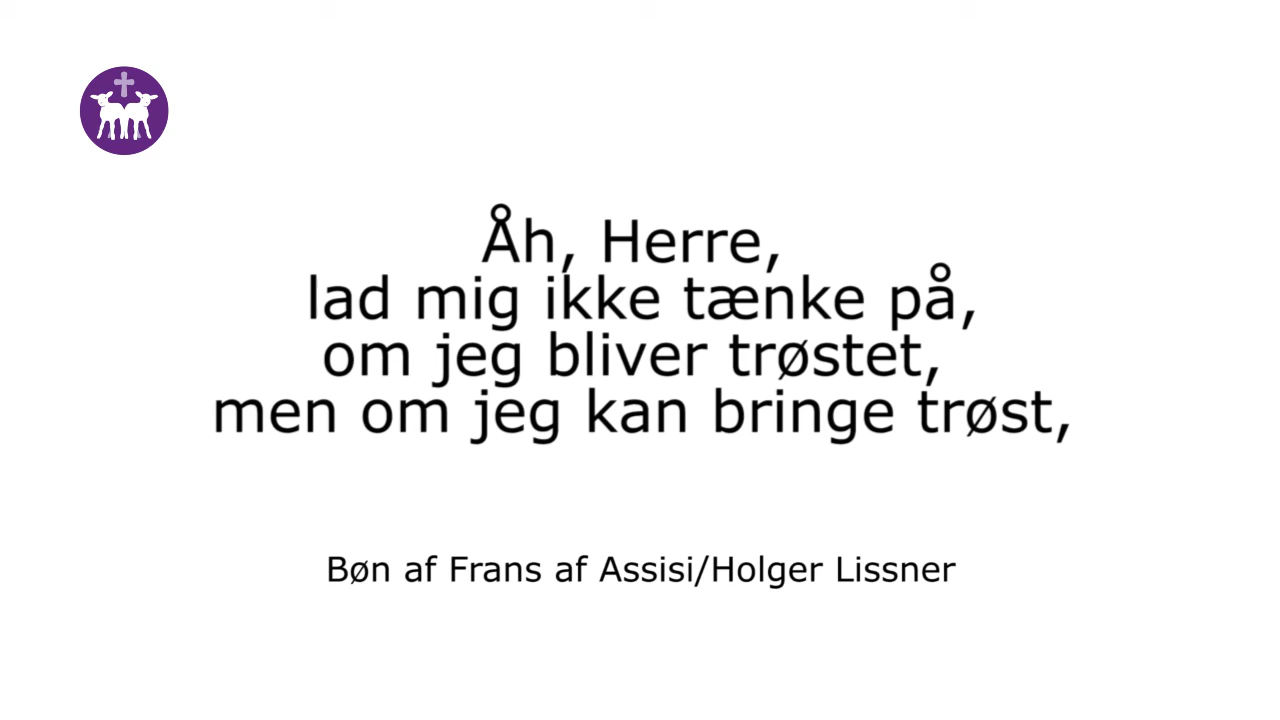 Åh, Herre,
lad mig ikke tænke på,
om jeg bliver trøstet,
men om jeg kan bringe trøst,
Bøn af Frans af Assisi/Holger Lissner